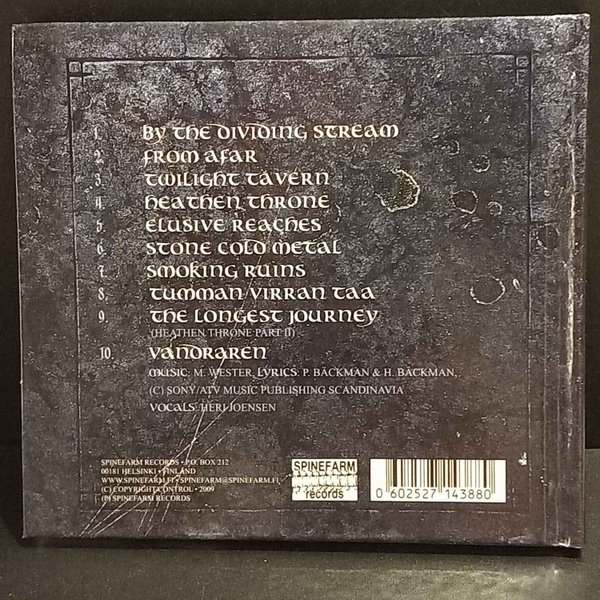 1. BY THE DIVIDING STREAM
2. FROM AFAR
3. TWILIGHT TAVERN
4. HEATHEN THRONE
5. ELUSIVE REACHES
6. STONE COLD METAL
7. SMOKING RUINS
8. TUMMAN VIRRAN TAA
9. THE LONGEST JOURNEY
(HEATHEN THRONE PART II)
10. VANDRAREN
MUSIC: M. WESTER, LYRICS: P. BÄCKMAN & H. BÄCKMAN,
(C) SONY/ATV MUSIC PUBLISHING SCANDINAVIA
VOCALS: HERI JOENSEN
SPINEFARM RECORDS • P.O. BOX 212
00181 HELSINKI • FINLAND
WWW.SPINEFARM.FI • SPINEFARM@SPINEFARM.FI
(C) COPYRIGHT CONTROL • 2009
(P) SPINEFARM RECORDS
SPINEFARM
records
0 602527 143880